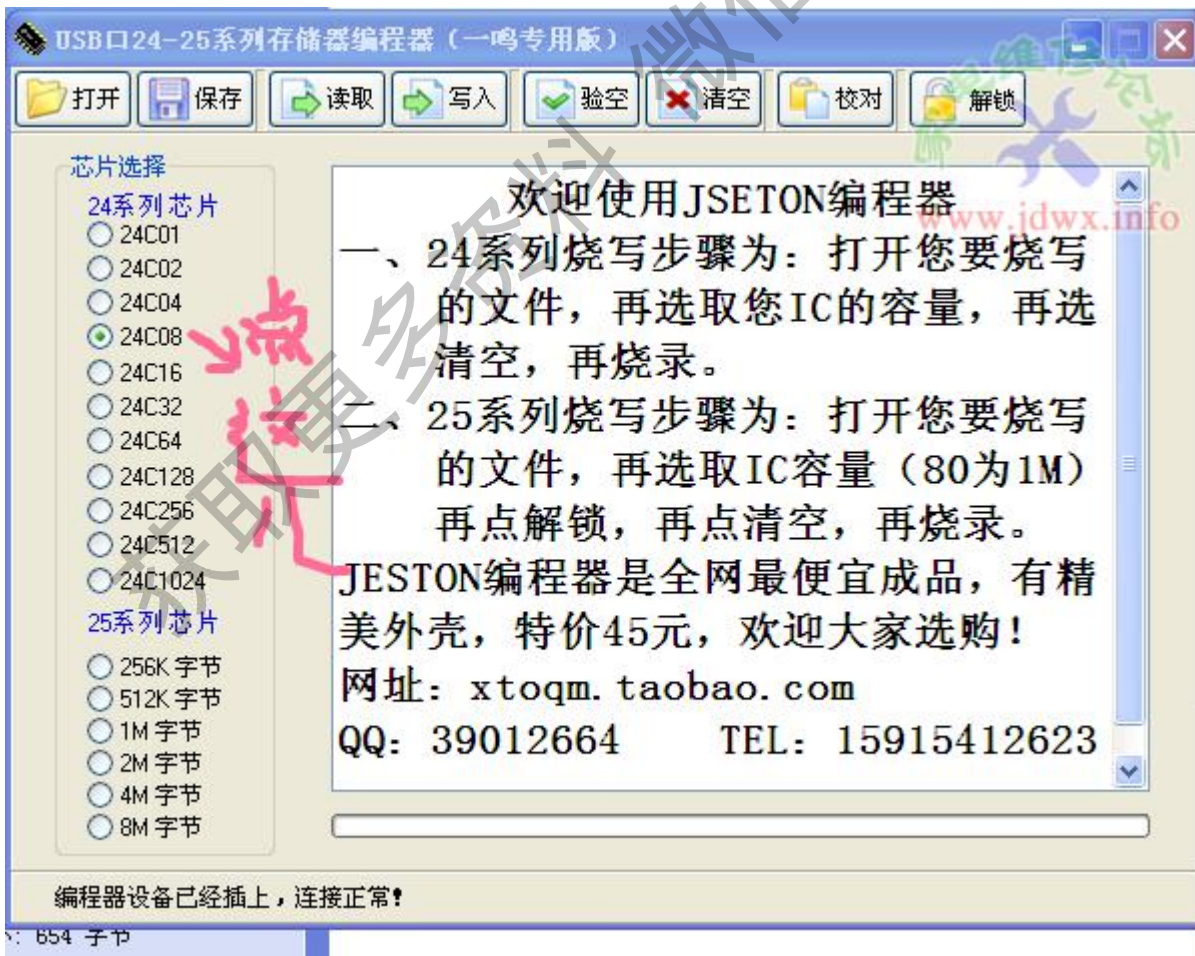 USB口24-25系列存储器编程器（一鸣专用版）
打开 保存 读取 写入 验空 清空 校对 解锁
芯片选择
24系列芯片
24C01
24C02
24C04
24C08
24C16
24C32
24C64
24C128
24C256
24C512
24C1024
25系列芯片
256K 字节
512K 字节
1M 字节
2M 字节
4M 字节
8M 字节
点
这
个
欢迎使用JSETON编程器
一、24系列烧写步骤为：打开您要烧写
的文件，再选取您IC的容量，再选
清空，再烧录。
二、25系列烧写步骤为：打开您要烧写
的文件，再选取IC容量（80为1M）
再点解锁，再点清空，再烧录。
JESTON编程器是全网最便宜成品，有精
美外壳，特价45元，欢迎大家选购！
网址：xtoqm.taobao.com
QQ：39012664 TEL：15915412623
编程器设备已经插上，连接正常！
: 654 字节
www.jdwx.info
获取更多资料 微信